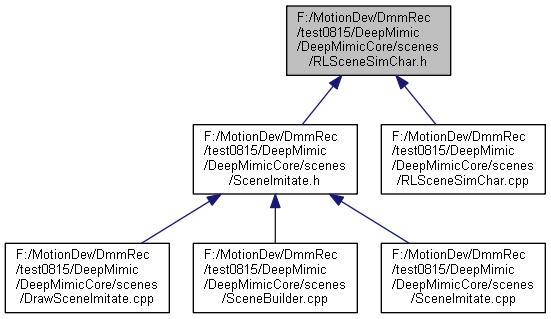 F:/MotionDev/DmmRec
/test0815/DeepMimic
/DeepMimicCore/scenes
/RLSceneSimChar.h
F:/MotionDev/DmmRec
/test0815/DeepMimic
/DeepMimicCore/scenes
/SceneImitate.h
F:/MotionDev/DmmRec
/test0815/DeepMimic
/DeepMimicCore/scenes
/RLSceneSimChar.cpp
F:/MotionDev/DmmRec
/test0815/DeepMimic
/DeepMimicCore/scenes
/DrawSceneImitate.cpp
F:/MotionDev/DmmRec
/test0815/DeepMimic
/DeepMimicCore/scenes
/SceneBuilder.cpp
F:/MotionDev/DmmRec
/test0815/DeepMimic
/DeepMimicCore/scenes
/SceneImitate.cpp